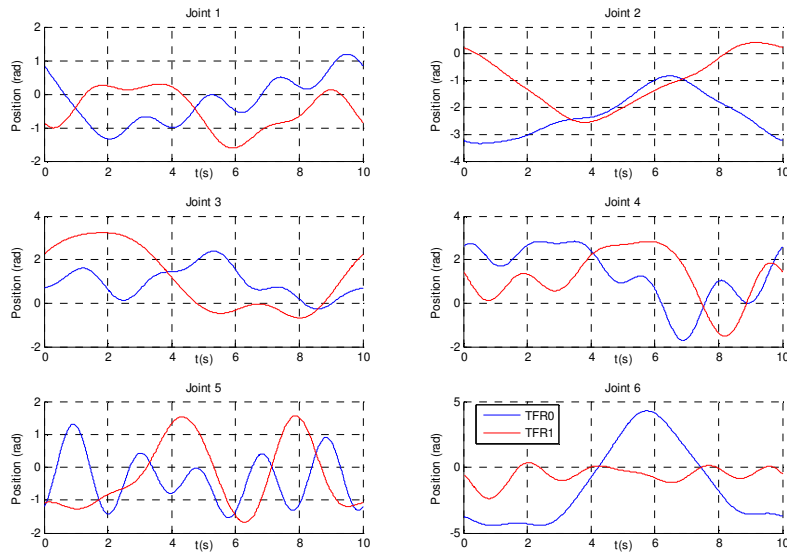 Joint 1
Position (rad)
2
1
0
-1
-2
0 2 4 6 8 10
t(s)
Joint 2
Position (rad)
1
0
-1
-2
-3
-4
0 2 4 6 8 10
t(s)
Joint 3
Position (rad)
4
2
0
-2
0 2 4 6 8 10
t(s)
Joint 4
Position (rad)
4
2
0
-2
0 2 4 6 8 10
t(s)
Joint 5
Position (rad)
2
1
0
-1
-2
0 2 4 6 8 10
t(s)
Joint 6
Position (rad)
5
0
-5
TFR0
TFR1
0 2 4 6 8 10
t(s)